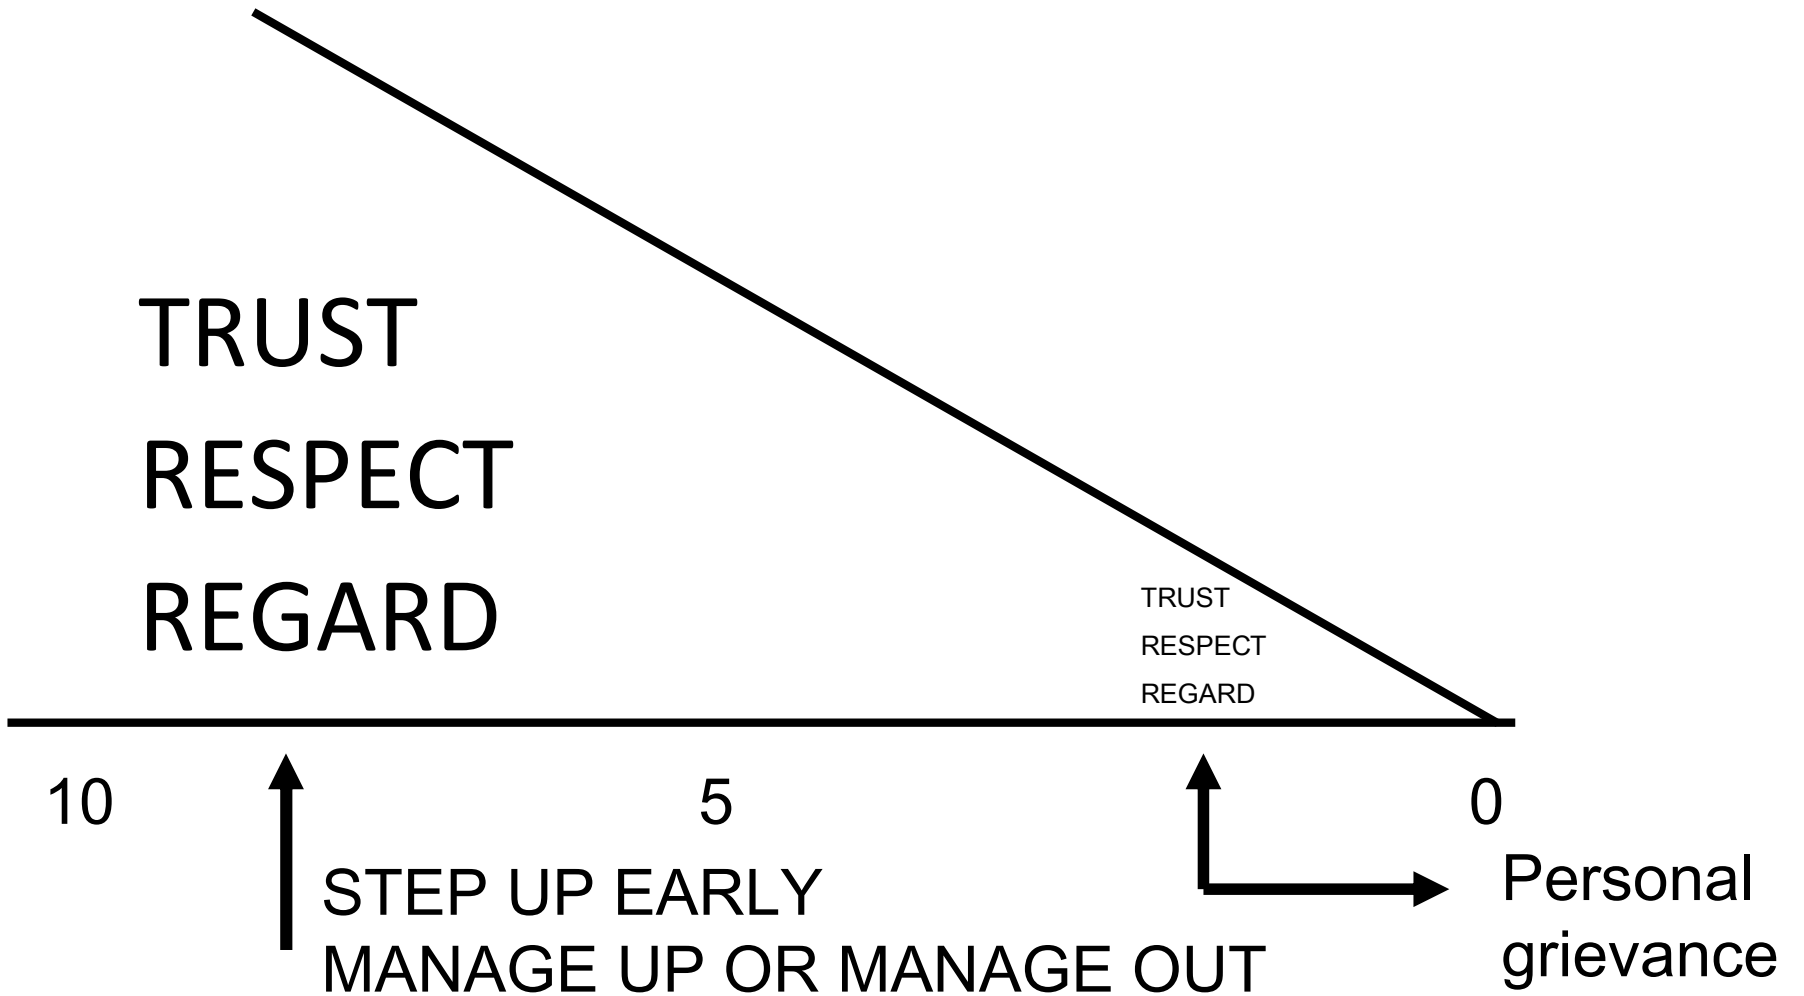 TRUST
RESPECT
REGARD
TRUST
RESPECT
REGARD
10
5
0
STEP UP EARLY
MANAGE UP OR MANAGE OUT
Personal
grievance